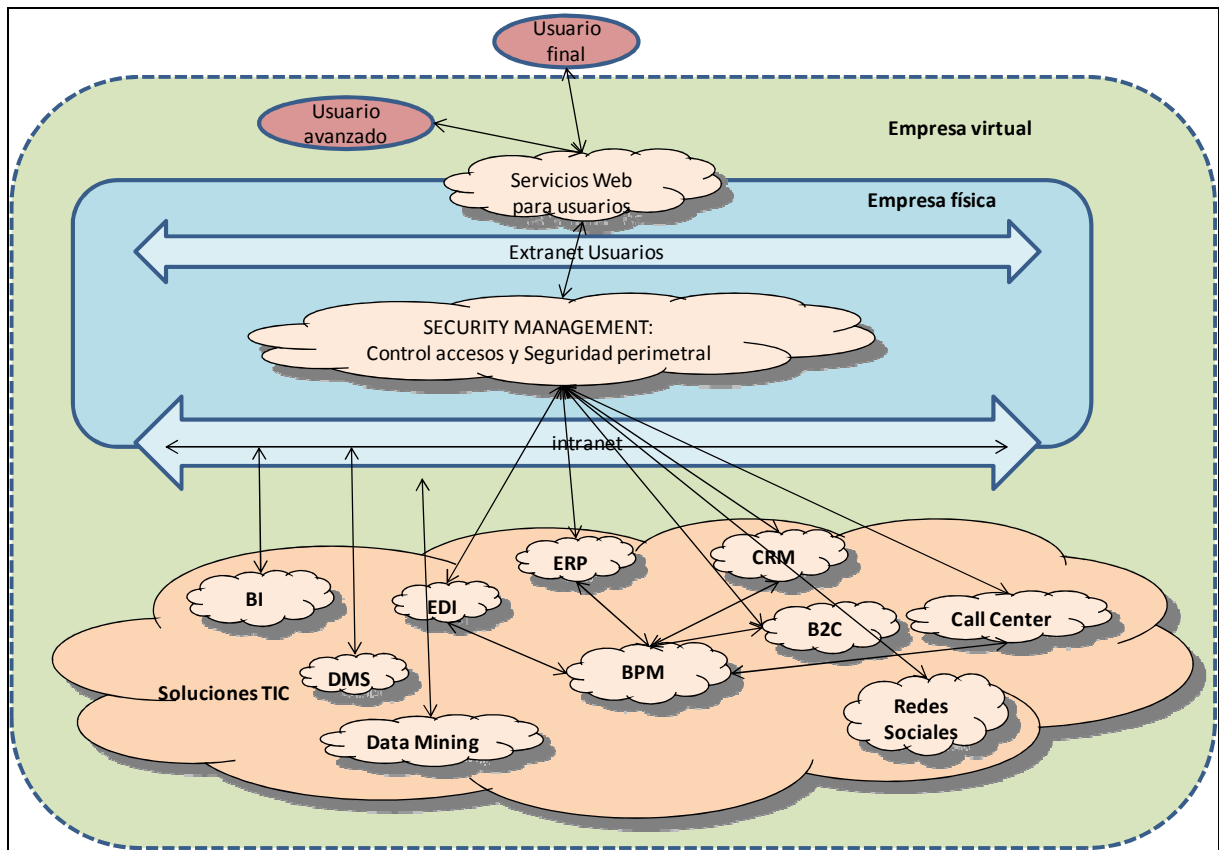 Usuario
final
Usuario
avanzado
Empresa virtual
Servicios Web
para usuarios
Empresa física
Extranet Usuarios
SECURITY MANAGEMENT:
Control accesos y Seguridad perimetral
intranet
ERP
CRM
BI
EDI
B2C
Call Center
BPM
DMS
Soluciones TIC
Redes
Sociales
Data Mining